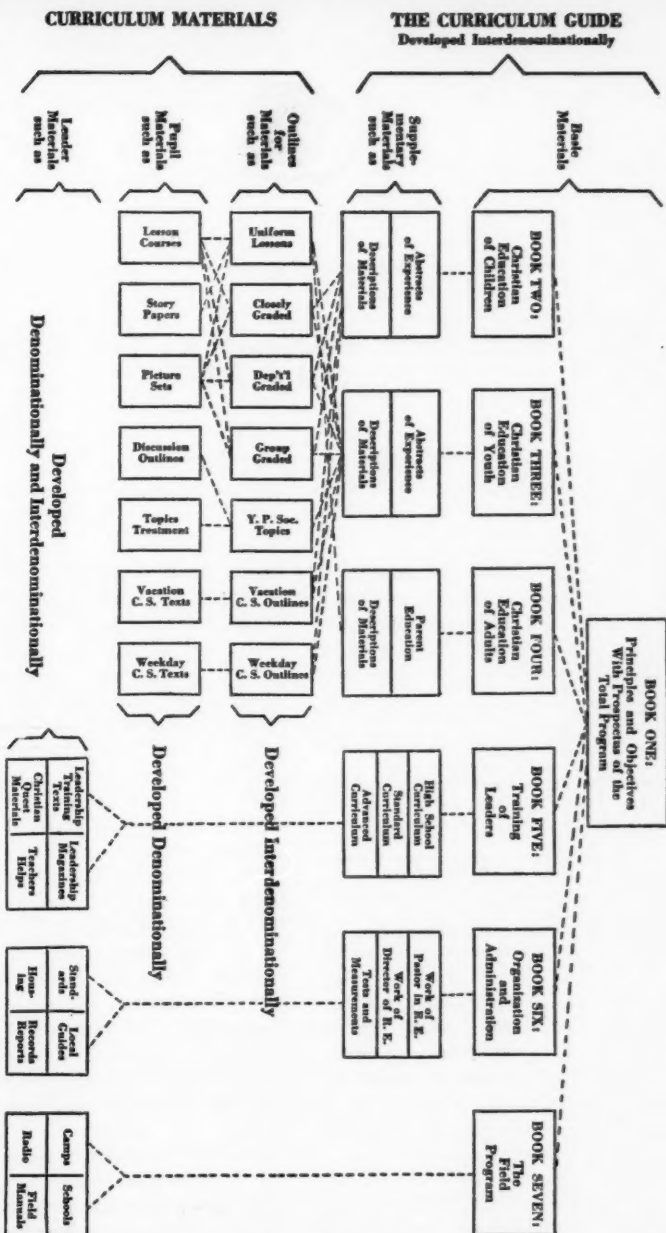 CURRICULUM MATERIALS
THE CURRICULUM GUIDE
Developed Interdenominationally
BOOK ONE:
Principles and Objectives
With Prospectus of the
Total Program
Basic
Materials
BOOK TWO:
Christian
Education
of Children
BOOK THREE:
Christian
Education
of Youth
BOOK FOUR:
Christian
Education
of Adults
BOOK FIVE:
Training
of
Leaders
BOOK SIX:
Organization
and
Administration
BOOK SEVEN:
The
Field
Program
Supple-
mentary
Materials
such as
Abstracts
of Experience
Descriptions
of Materials
Abstracts
of Experience
Descriptions
of Materials
Parent
Education
Descriptions
of Materials
High School
Curriculum
Standard
Curriculum
Advanced
Curriculum
Work of
Pastor in R. E.
Work of
Director of R. E.
Tests and
Measurements
Outlines
for
Materials
such as
Uniform
Lessons
Closely
Graded
Dep't'l
Graded
Group
Graded
Y. P. Soc.
Topics
Vacation
C. S. Outlines
Weekday
C. S. Outlines
Developed Interdenominationally
Pupil
Materials
such as
Lesson
Courses
Story
Papers
Picture
Sets
Discussion
Outlines
Topics
Treatment
Vacation
C. S. Texts
Weekday
C. S. Texts
Developed Denominationally
Leader
Materials
such as
Developed
Denominationally and Interdenominationally
Leadership
Training
Texts
Leadership
Magazines
Christian
Quest
Materials
Teachers
Helps
Stand-
ards
Local
Guides
Hous-
ing
Records
Reports
Camps
Schools
Radio
Field
Manuals